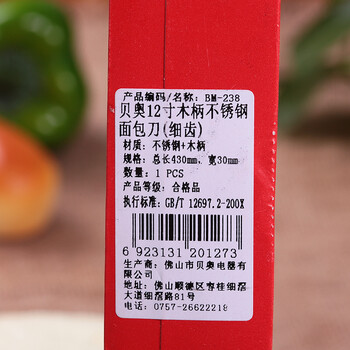 产品编码/名称: BM-238
贝奥12寸木柄不锈钢
面包刀(细齿)
材质: 不锈钢+木柄
规格: 总长430mm、宽30mm
数量: 1 PCS
产品等级: 合格品
执行标准: GB/T 12697.2-200X
6 923131 201273
生产商: 佛山市贝奥电器有
限公司
地址: 佛山顺德区容桂细滘
大道细滘路81号
电话: 0757-26622218